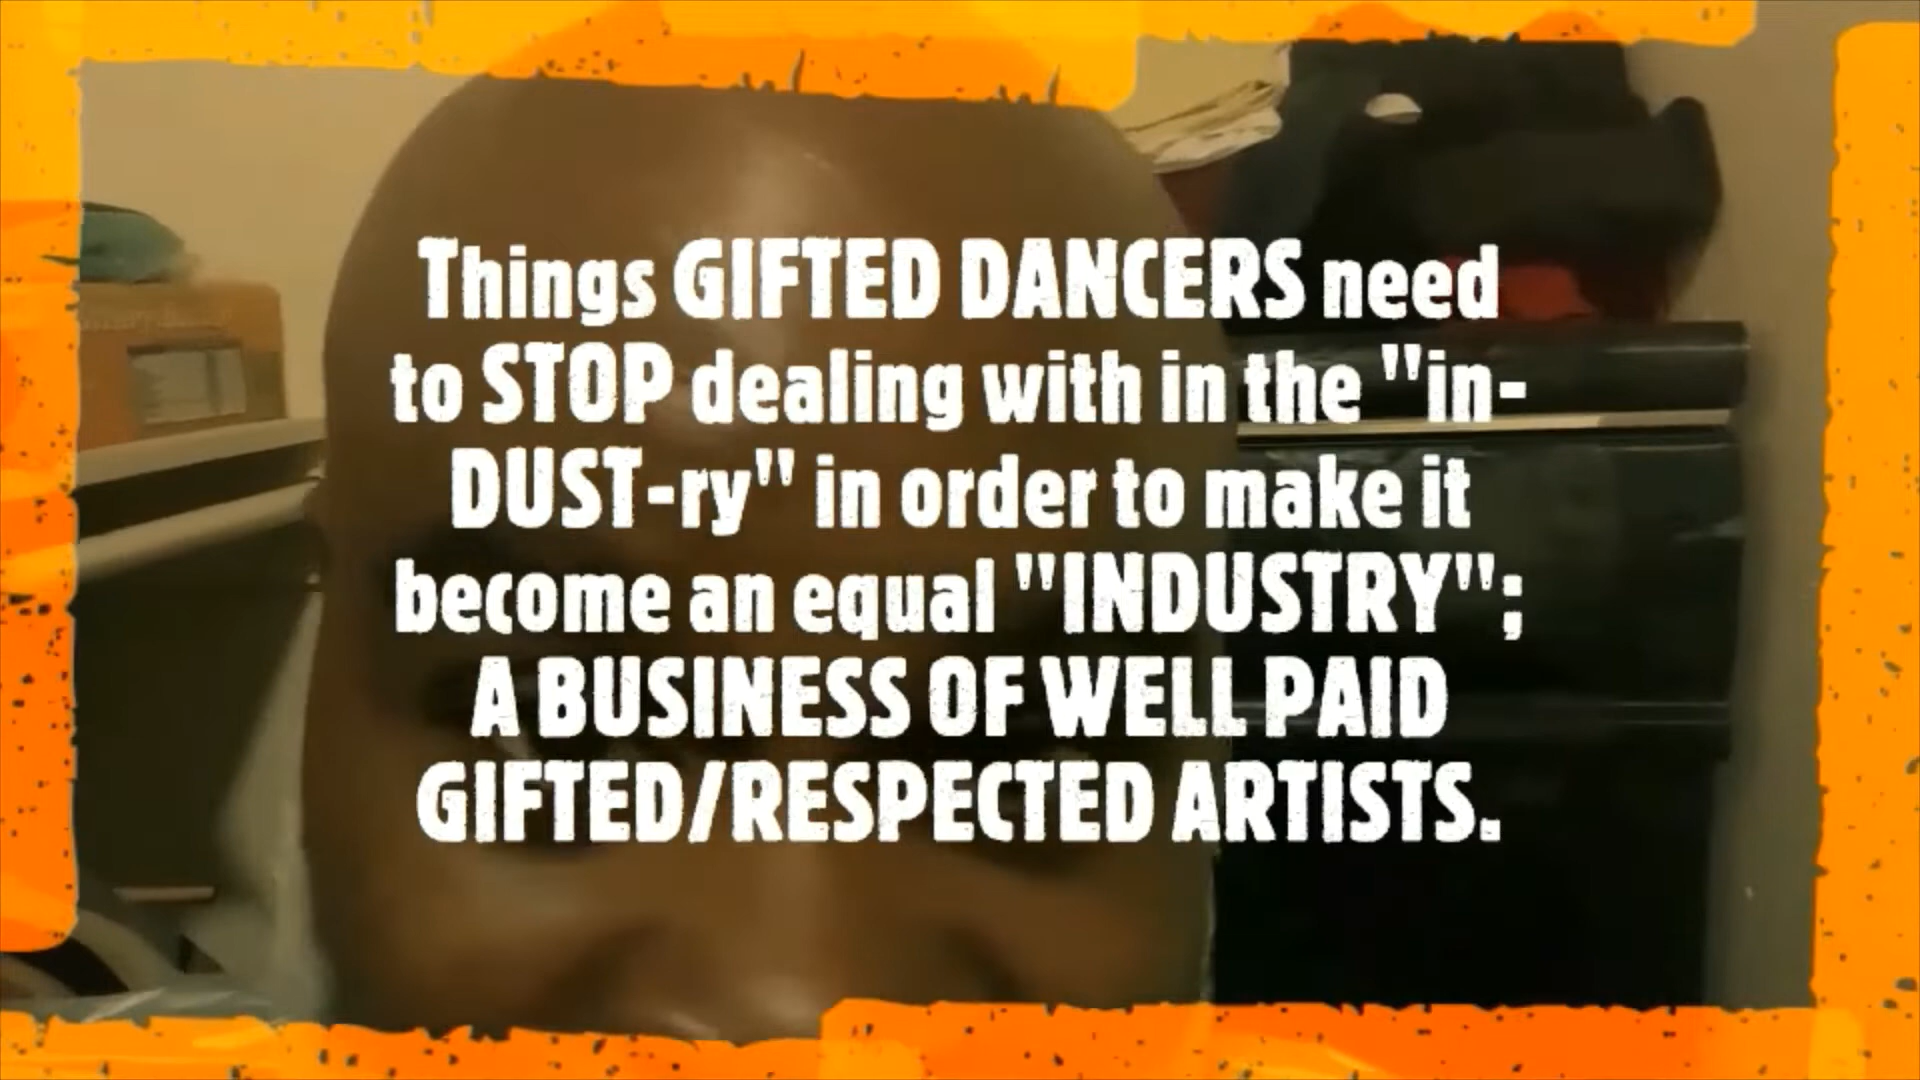 Things GIFTED DANCERS need
to STOP dealing with in the "in-
DUST-ry" in order to make it
become an equal "INDUSTRY";
A BUSINESS OF WELL PAID
GIFTED/RESPECTED ARTISTS.